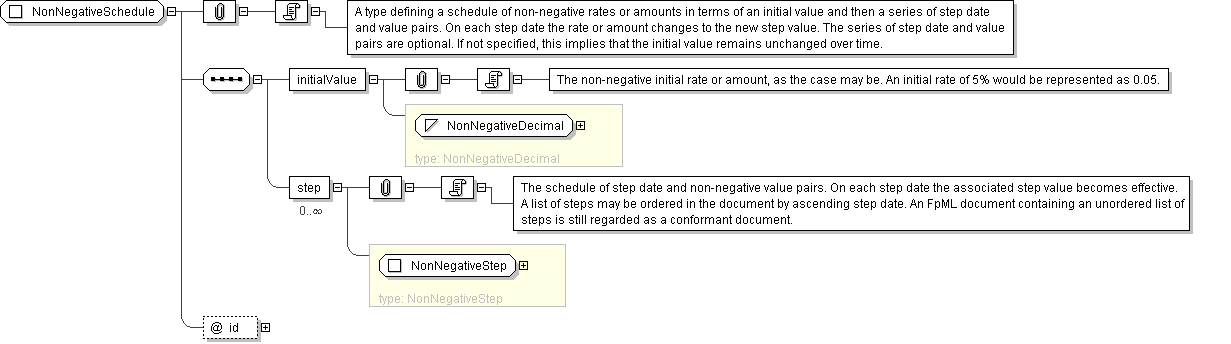 NonNegativeSchedule
A type defining a schedule of non-negative rates or amounts in terms of an initial value and then a series of step date
and value pairs. On each step date the rate or amount changes to the new step value. The series of step date and value
pairs are optional. If not specified, this implies that the initial value remains unchanged over time.
initialValue
The non-negative initial rate or amount, as the case may be. An initial rate of 5% would be represented as 0.05.
NonNegativeDecimal
type: NonNegativeDecimal
step
0..∞
The schedule of step date and non-negative value pairs. On each step date the associated step value becomes effective.
A list of steps may be ordered in the document by ascending step date. An FpML document containing an unordered list of
steps is still regarded as a conformant document.
NonNegativeStep
type: NonNegativeStep
@ id